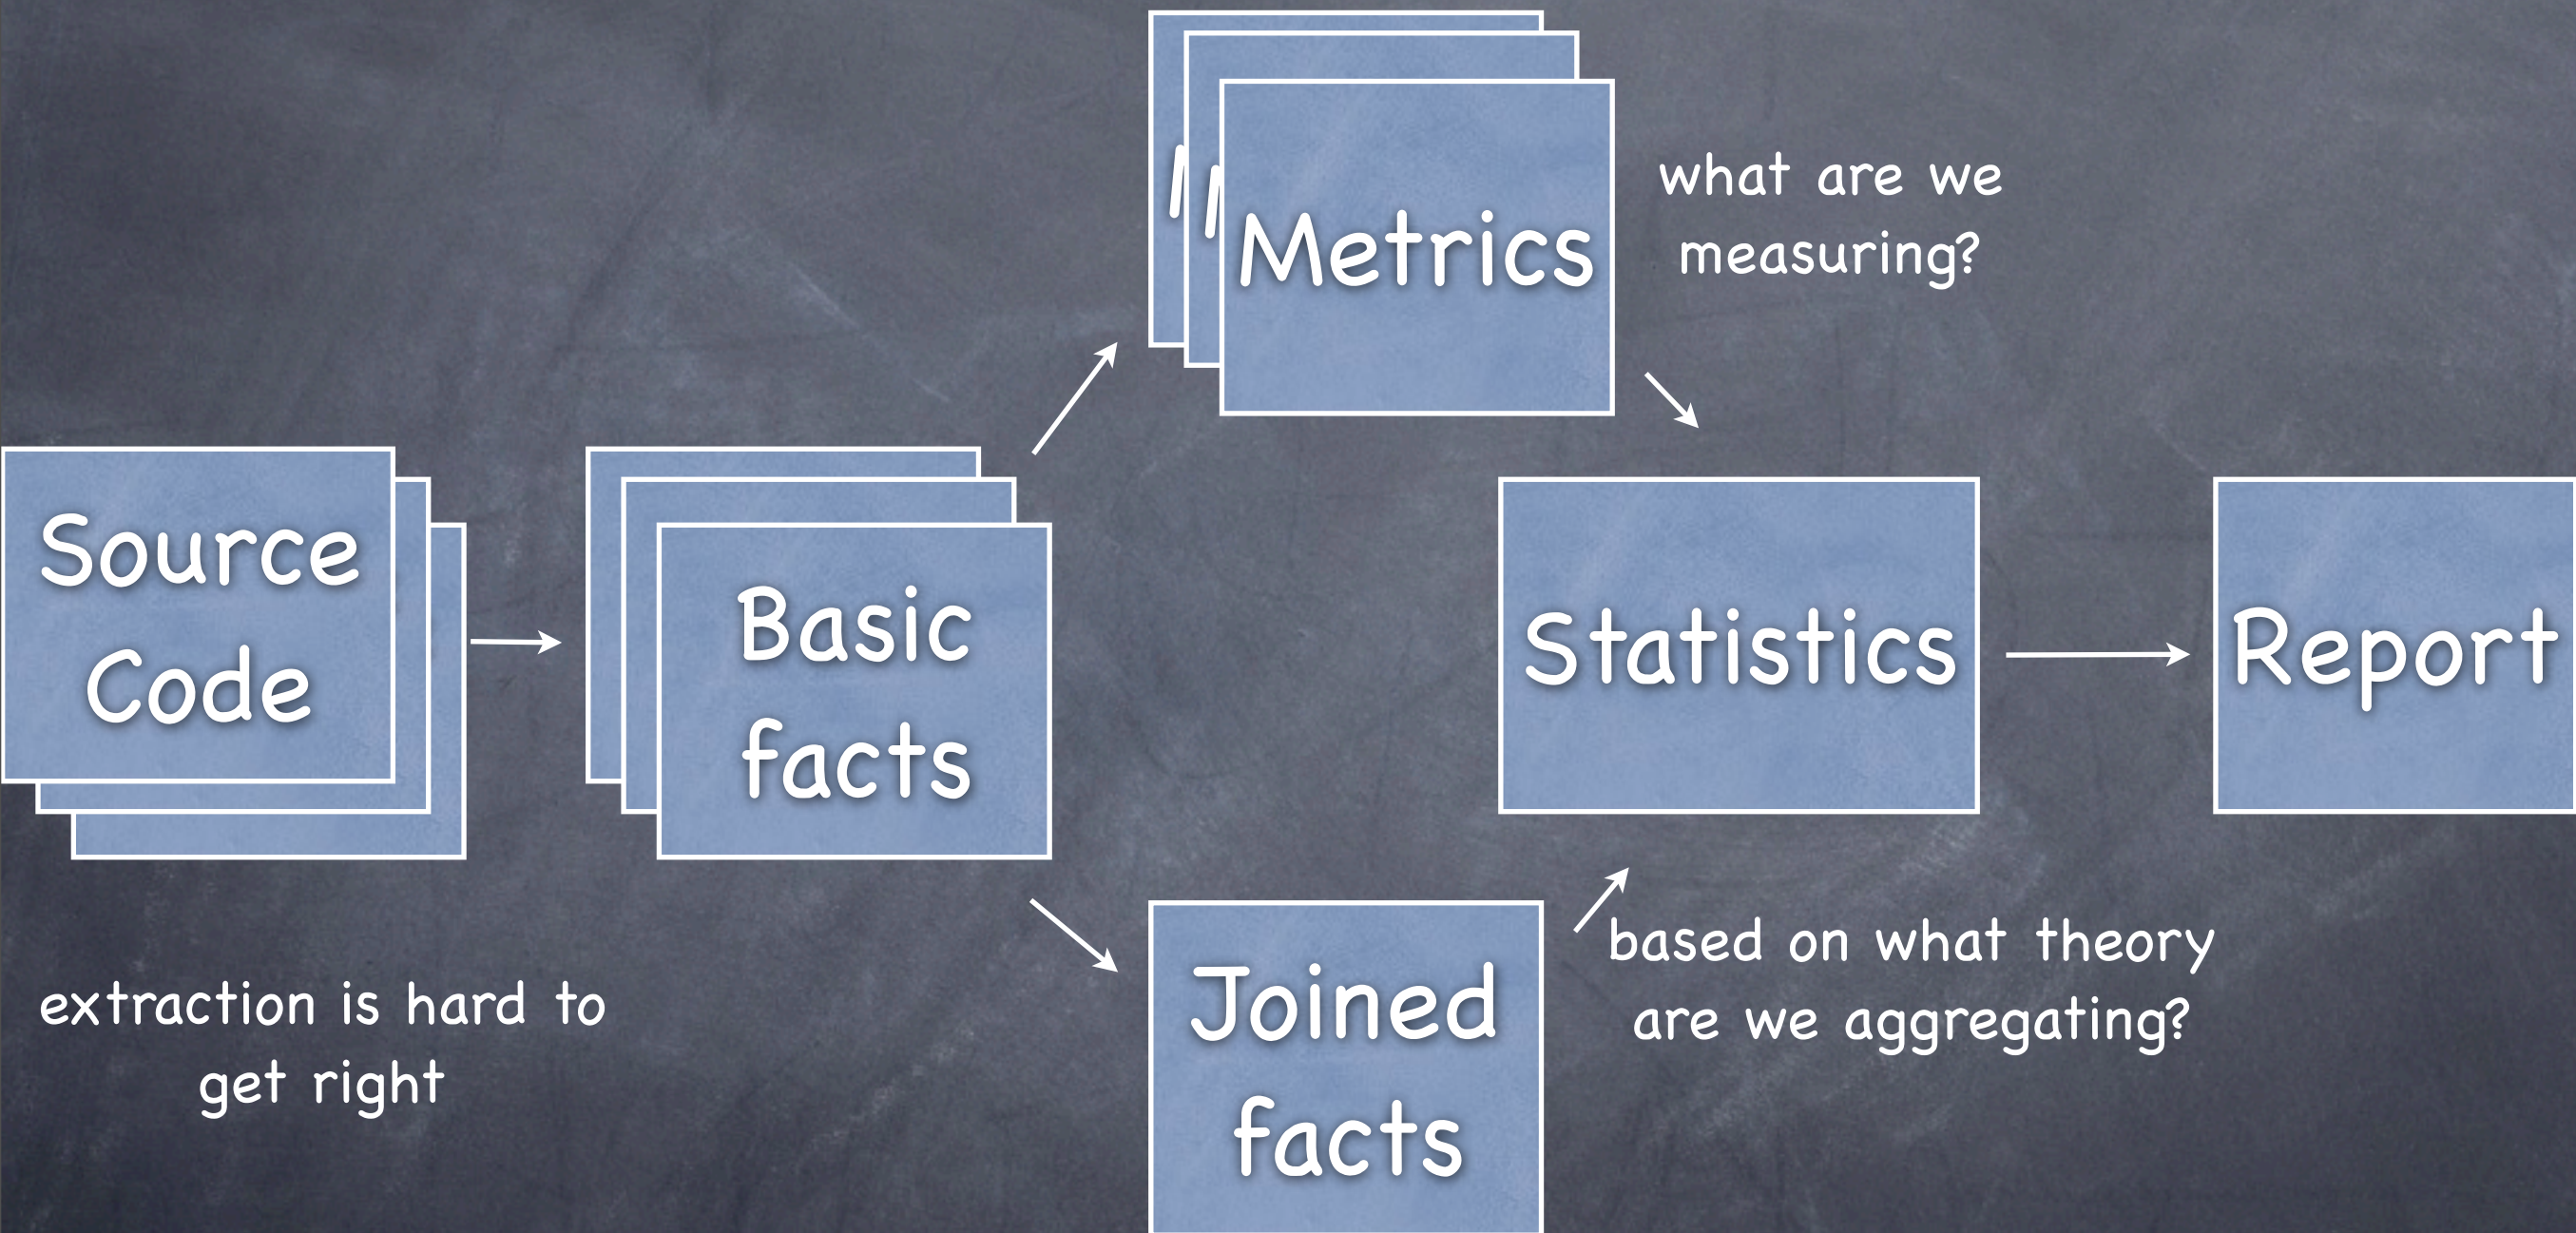 Metrics
what are we
measuring?
Source
Code
Basic
facts
Statistics
Report
extraction is hard to
get right
Joined
facts
based on what theory
are we aggregating?